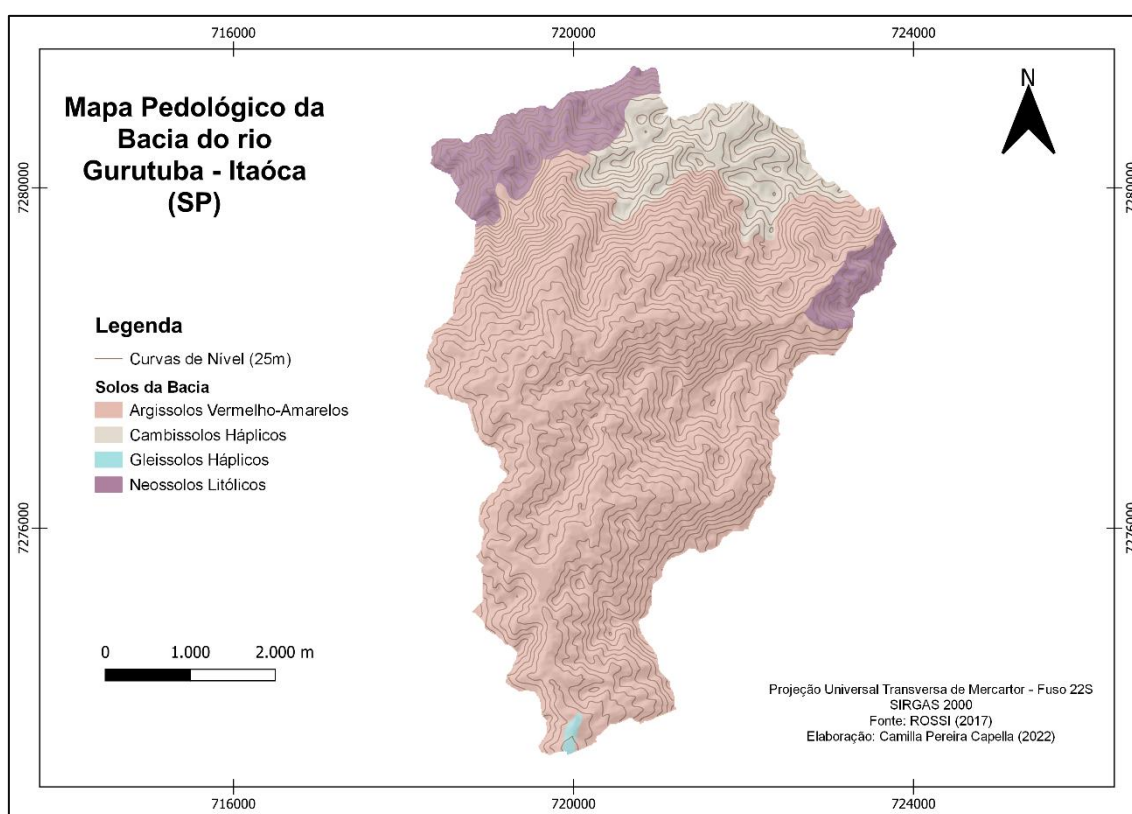 716000
720000
724000
Mapa Pedológico da
Bacia do rio
Gurutuba - Itaóca
(SP)
N
7280000
7280000
Legenda
Curvas de Nível (25m)
Solos da Bacia
Argissolos Vermelho-Amarelos
Cambissolos Háplicos
Gleissolos Háplicos
Neossolos Litólicos
7276000
7276000
0 1.000 2.000 m
Projeção Universal Transversa de Mercartor - Fuso 22S
SIRGAS 2000
Fonte: ROSSI (2017)
Elaboração: Camilla Pereira Capella (2022)
716000
720000
724000